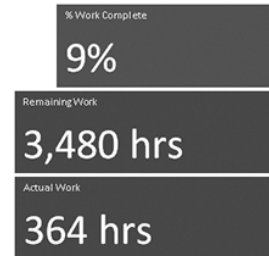 % Work Complete
9%
Remaining Work
3,480 hrs
Actual Work
364 hrs